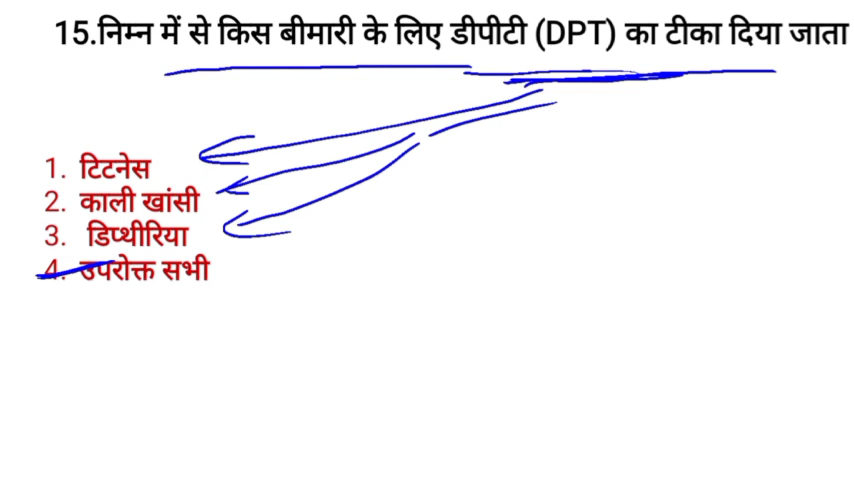 15.निम्न में से किस बीमारी के लिए डीपीटी (DPT) का टीका दिया जाता
1. टिटनेस
2. काली खांसी
3. डिप्थीरिया
4. उपरोक्त सभी